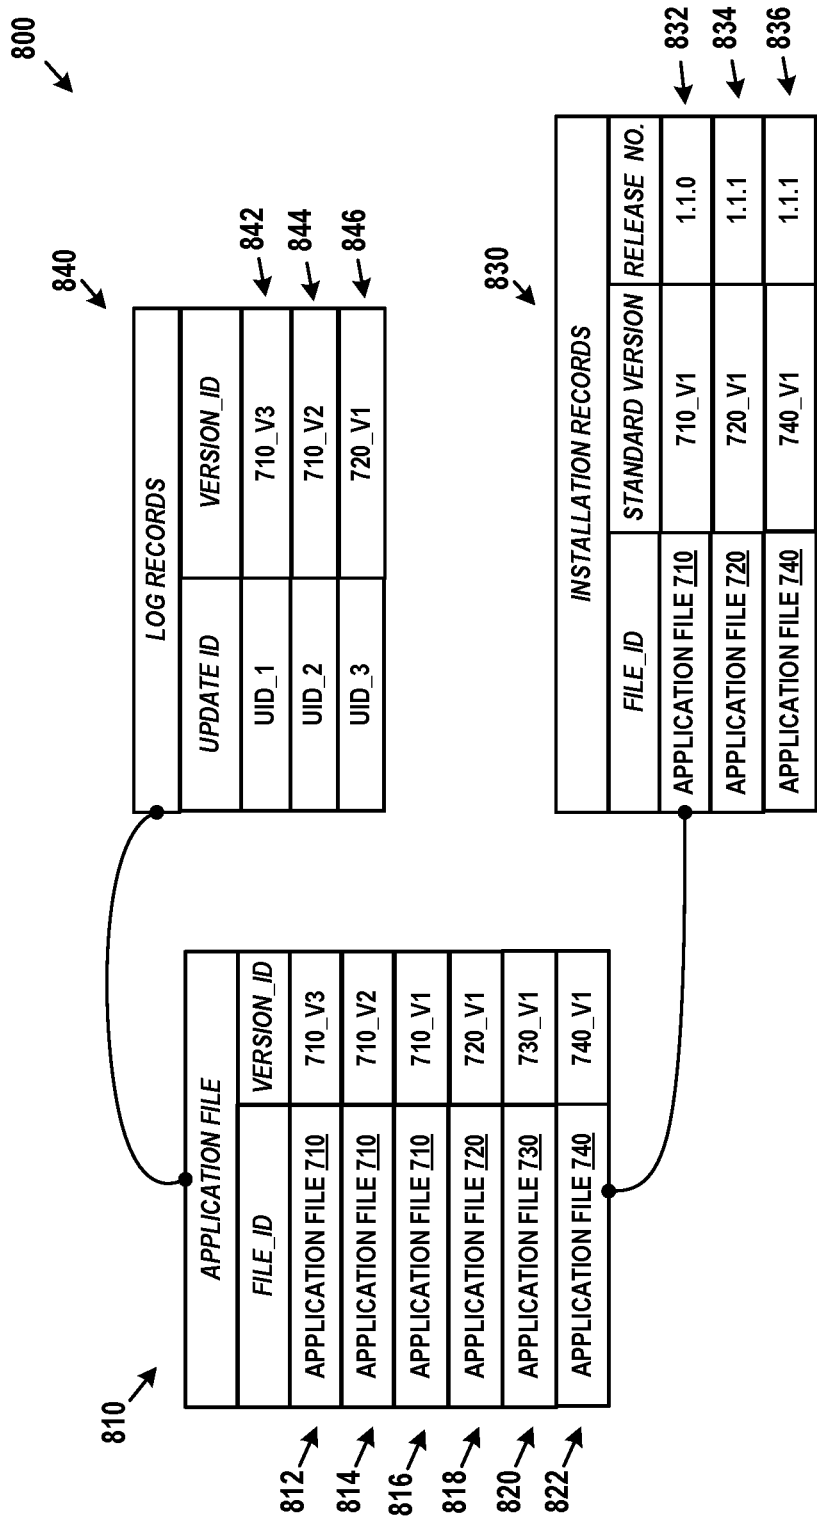 800
810
APPLICATION FILE
FILE_ID VERSION_ID
812 APPLICATION FILE 710 710_V3
814 APPLICATION FILE 710 710_V2
816 APPLICATION FILE 710 710_V1
818 APPLICATION FILE 720 720_V1
820 APPLICATION FILE 730 730_V1
822 APPLICATION FILE 740 740_V1
840
LOG RECORDS
UPDATE ID VERSION_ID
UID_1 710_V3 842
UID_2 710_V2 844
UID_3 720_V1 846
830
INSTALLATION RECORDS
FILE_ID STANDARD VERSION RELEASE NO.
APPLICATION FILE 710 710_V1 1.1.0 832
APPLICATION FILE 720 720_V1 1.1.1 834
APPLICATION FILE 740 740_V1 1.1.1 836